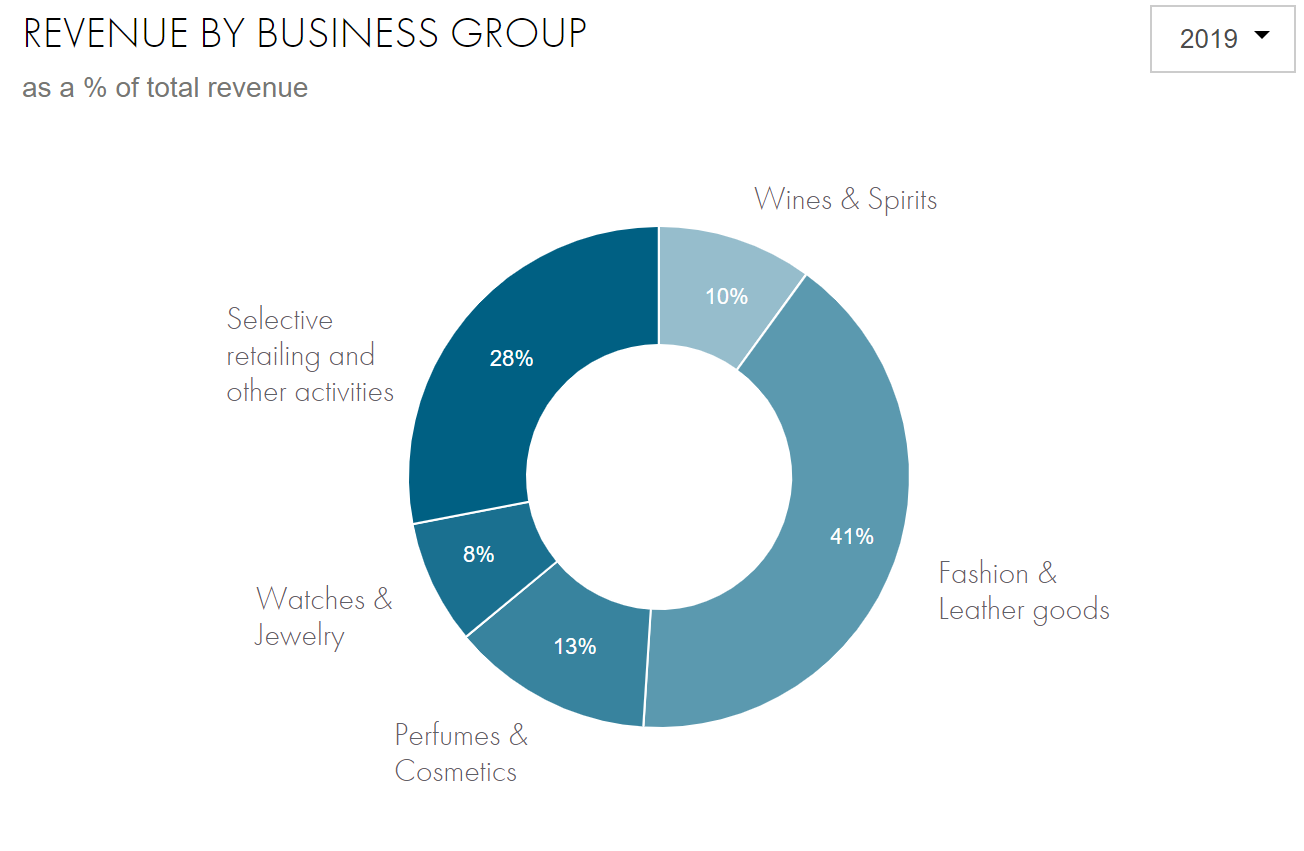 REVENUE BY BUSINESS GROUP
2019
as a % of total revenue
Wines & Spirits
10%
Selective
retailing and
other activities
28%
41%
Fashion &
Leather goods
8%
Watches &
Jewelry
13%
Perfumes &
Cosmetics